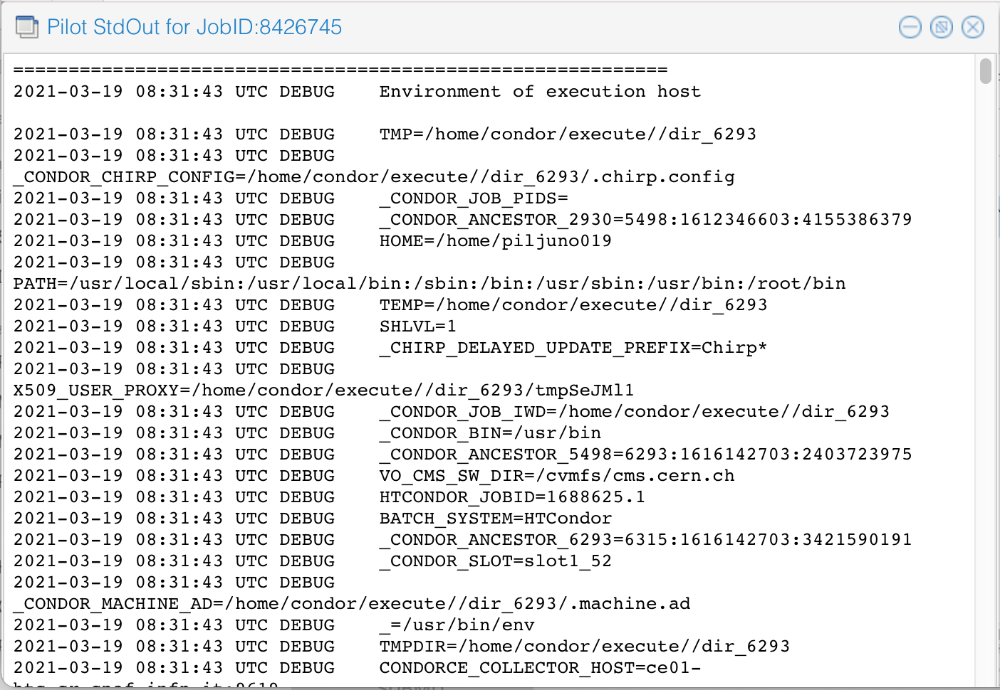 Pilot StdOut for JobID:8426745
===========================================================
2021-03-19 08:31:43 UTC DEBUG    Environment of execution host
2021-03-19 08:31:43 UTC DEBUG    TMP=/home/condor/execute//dir_6293
2021-03-19 08:31:43 UTC DEBUG
_CONDOR_CHIRP_CONFIG=/home/condor/execute//dir_6293/.chirp.config
2021-03-19 08:31:43 UTC DEBUG    _CONDOR_JOB_PIDS=
2021-03-19 08:31:43 UTC DEBUG    _CONDOR_ANCESTOR_2930=5498:1612346603:4155386379
2021-03-19 08:31:43 UTC DEBUG    HOME=/home/piljuno019
2021-03-19 08:31:43 UTC DEBUG
PATH=/usr/local/sbin:/usr/local/bin:/sbin:/bin:/usr/sbin:/usr/bin:/root/bin
2021-03-19 08:31:43 UTC DEBUG    TEMP=/home/condor/execute//dir_6293
2021-03-19 08:31:43 UTC DEBUG    SHLVL=1
2021-03-19 08:31:43 UTC DEBUG    _CHIRP_DELAYED_UPDATE_PREFIX=Chirp*
2021-03-19 08:31:43 UTC DEBUG
X509_USER_PROXY=/home/condor/execute//dir_6293/tmpSeJMl1
2021-03-19 08:31:43 UTC DEBUG    _CONDOR_JOB_IWD=/home/condor/execute//dir_6293
2021-03-19 08:31:43 UTC DEBUG    _CONDOR_BIN=/usr/bin
2021-03-19 08:31:43 UTC DEBUG    _CONDOR_ANCESTOR_5498=6293:1616142703:2403723975
2021-03-19 08:31:43 UTC DEBUG    VO_CMS_SW_DIR=/cvmfs/cms.cern.ch
2021-03-19 08:31:43 UTC DEBUG    HTCONDOR_JOBID=1688625.1
2021-03-19 08:31:43 UTC DEBUG    BATCH_SYSTEM=HTCondor
2021-03-19 08:31:43 UTC DEBUG    _CONDOR_ANCESTOR_6293=6315:1616142703:3421590191
2021-03-19 08:31:43 UTC DEBUG    _CONDOR_SLOT=slot1_52
2021-03-19 08:31:43 UTC DEBUG
_CONDOR_MACHINE_AD=/home/condor/execute//dir_6293/.machine.ad
2021-03-19 08:31:43 UTC DEBUG    _=/usr/bin/env
2021-03-19 08:31:43 UTC DEBUG    TMPDIR=/home/condor/execute//dir_6293
2021-03-19 08:31:43 UTC DEBUG    CONDORCE_COLLECTOR_HOST=ce01-